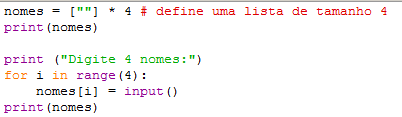 nomes = [""] * 4 # define uma lista de tamanho 4
print(nomes)

print ("Digite 4 nomes:")
for i in range(4):
    nomes[i] = input()
print(nomes)